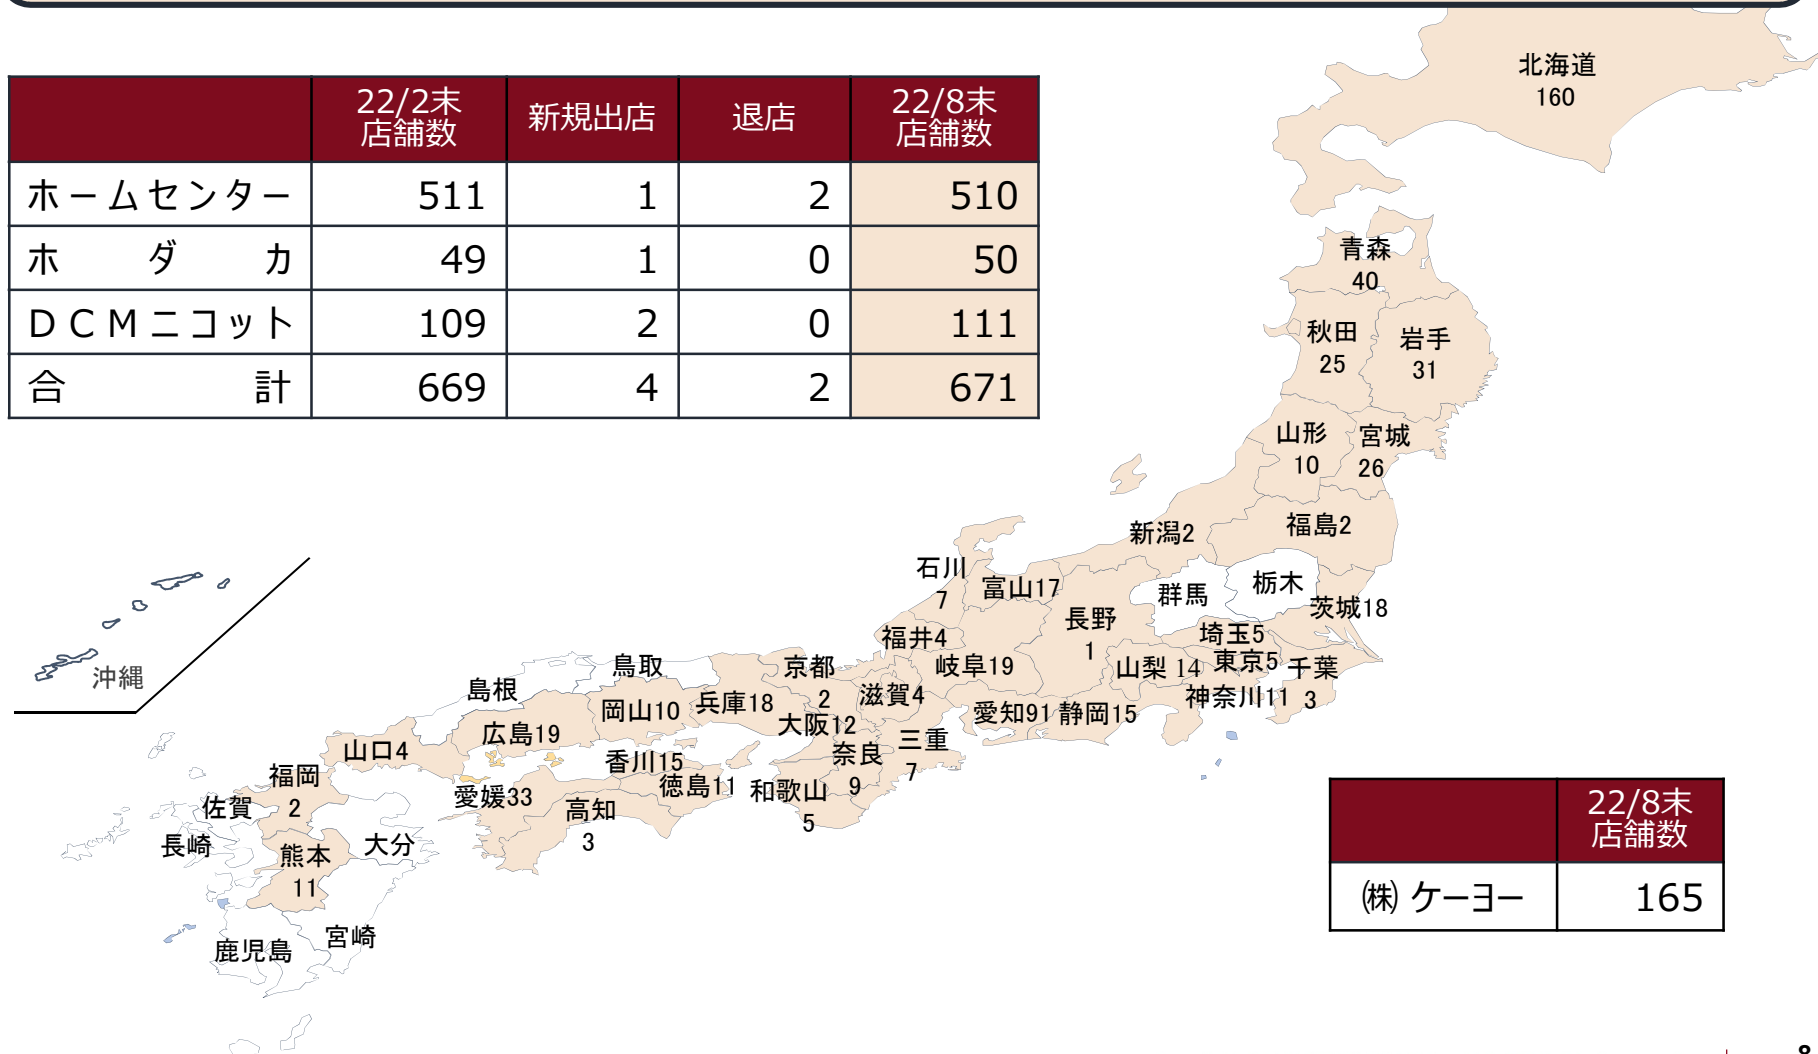 22/2末
店舗数
新規出店
退店
22/8末
店舗数
ホームセンター 511 1 2 510
ホダカ 49 1 0 50
DCMニコット 109 2 0 111
合計 669 4 2 671
北海道
160
青森
40
秋田
25
岩手
31
山形
10
宮城
26
新潟2
福島2
石川
7
富山17
群馬
栃木
茨城18
長野
1
福井4
岐阜19
埼玉5
東京5
千葉
3
山梨 14
神奈川11
鳥取
島根
京都
2
滋賀4
岡山10
兵庫18
愛知91
静岡15
大阪12
広島19
山口4
奈良
9
三重
7
香川15
徳島11
和歌山
5
愛媛33
高知
3
福岡
2
佐賀
長崎
熊本
11
大分
宮崎
鹿児島
沖縄
22/8末
店舗数
㈱ ケーヨー 165
8